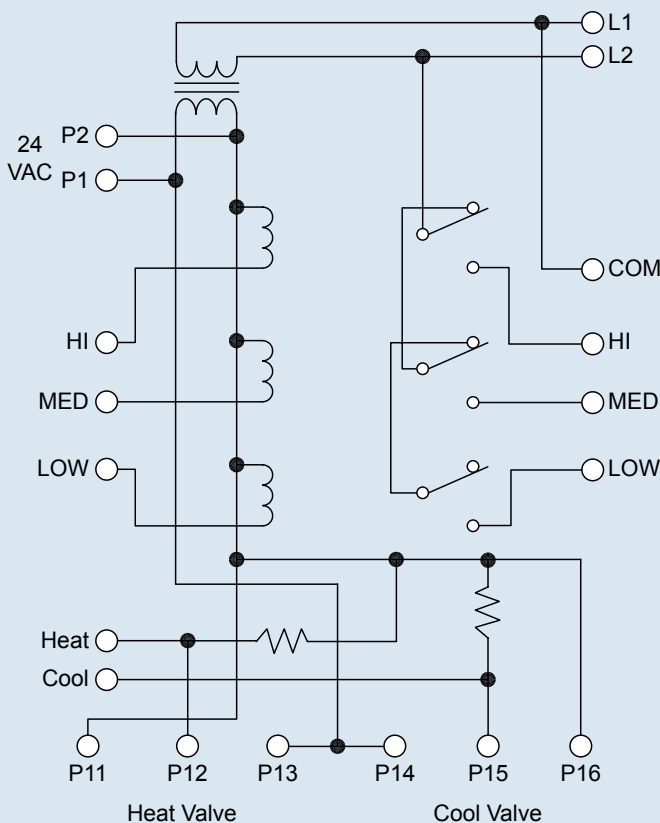 L1
L2
24
VAC
P2
P1
COM
HI
HI
MED
MED
LOW
LOW
Heat
Cool
P11 P12 P13 P14 P15 P16
Heat Valve Cool Valve